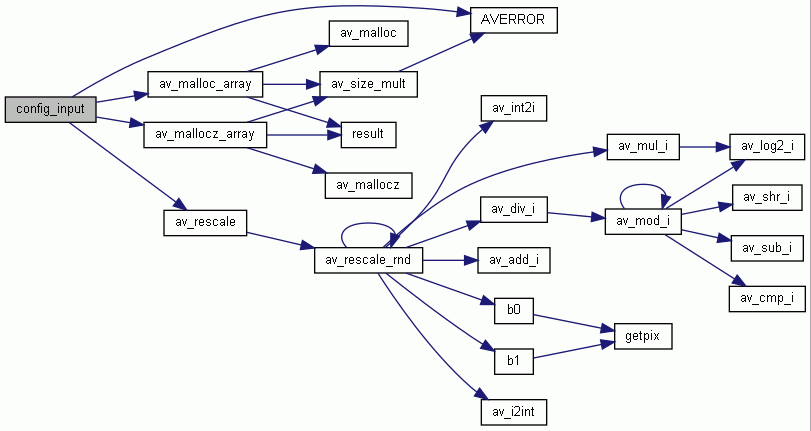 AVERROR
av_malloc
av_malloc_array
av_size_mult
config_input
av_int2i
av_mallocz_array
result
av_mul_i
av_log2_i
av_mallocz
av_shr_i
av_rescale
av_div_i
av_mod_i
av_sub_i
av_rescale_rnd
av_add_i
av_cmp_i
b0
getpix
b1
av_i2int